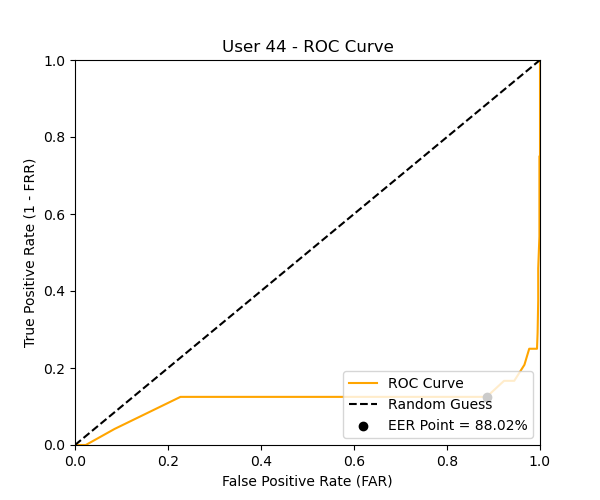 User 44 - ROC Curve
True Positive Rate (1 - FRR)
1.0
0.8
0.6
0.4
0.2
0.0
ROC Curve
Random Guess
EER Point = 88.02%
0.0 0.2 0.4 0.6 0.8 1.0
False Positive Rate (FAR)